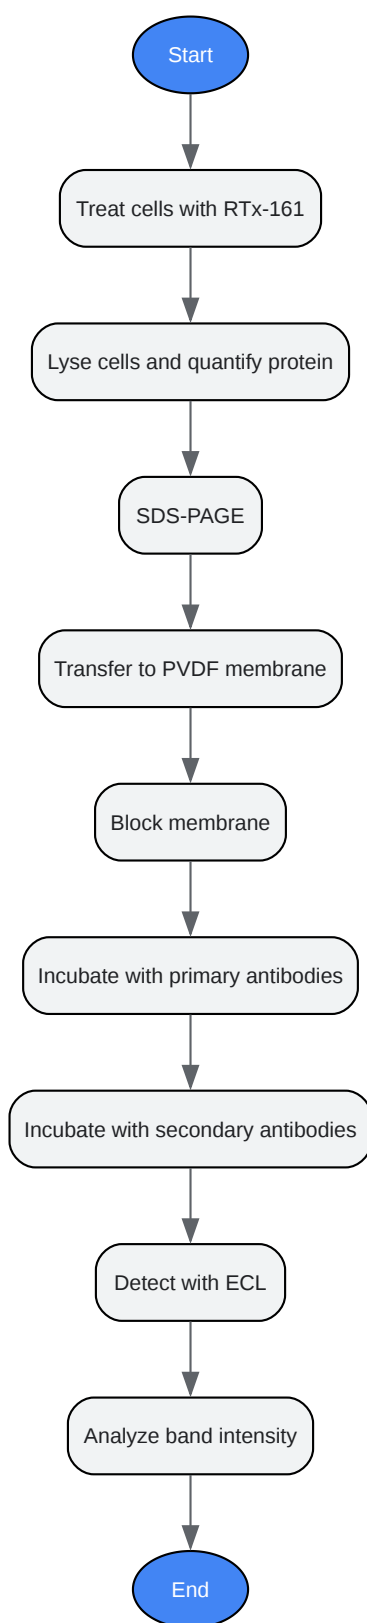 Start
Treat cells with RTx-161
Lyse cells and quantify protein
SDS-PAGE
Transfer to PVDF membrane
Block membrane
Incubate with primary antibodies
Incubate with secondary antibodies
Detect with ECL
Analyze band intensity
End